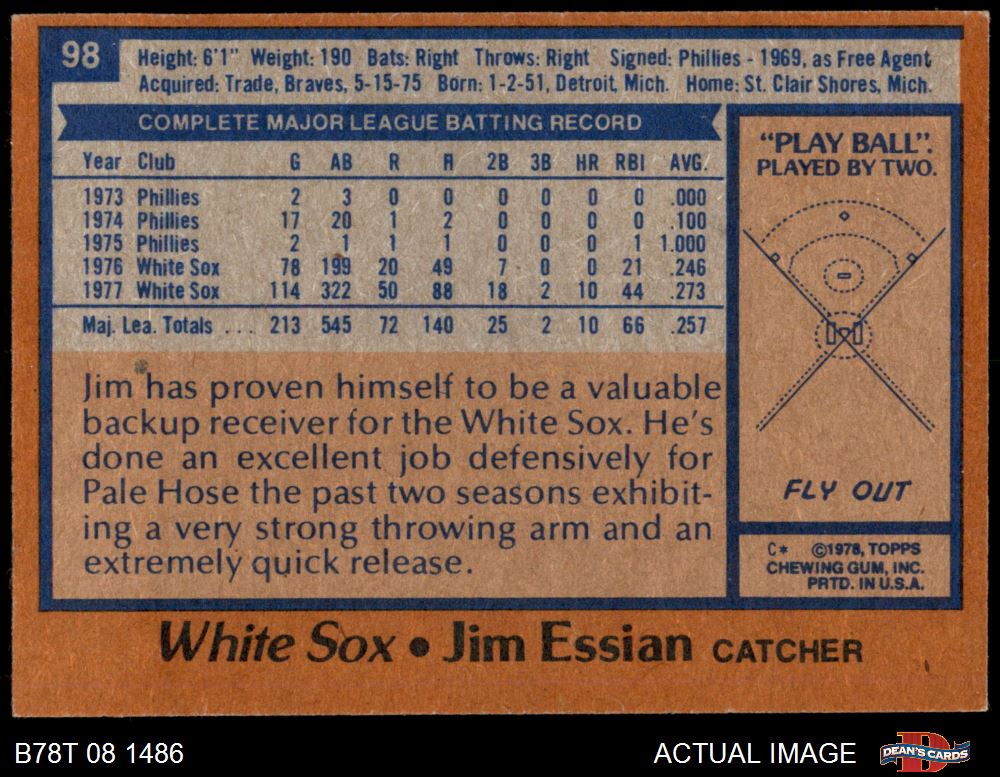 98
Height: 6'1" Weight: 190 Bats: Right Throws: Right Signed: Phillies - 1969, as Free Agent
Acquired: Trade, Braves, 5-15-75 Born: 1-2-51, Detroit, Mich. Home: St. Clair Shores, Mich.
COMPLETE MAJOR LEAGUE BATTING RECORD
Year Club G AB R H 2B 3B HR RBI AVG.
1973 Phillies 2 3 0 0 0 0 0 0 .000
1974 Phillies 17 20 1 2 0 0 0 0 .100
1975 Phillies 2 1 1 1 0 0 0 1 1.000
1976 White Sox 78 199 20 49 7 0 0 21 .246
1977 White Sox 114 322 50 88 18 2 10 44 .273
Maj. Lea. Totals . . . 213 545 72 140 25 2 10 66 .257
Jim has proven himself to be a valuable
backup receiver for the White Sox. He's
done an excellent job defensively for
Pale Hose the past two seasons exhibit-
ing a very strong throwing arm and an
extremely quick release.
"PLAY BALL".
PLAYED BY TWO.
FLY OUT
C* ©1978, TOPPS
CHEWING GUM, INC.
PRTD. IN U.S.A.
White Sox • Jim Essian CATCHER
B78T 08 1486
ACTUAL IMAGE
D
DEAN'S CARDS